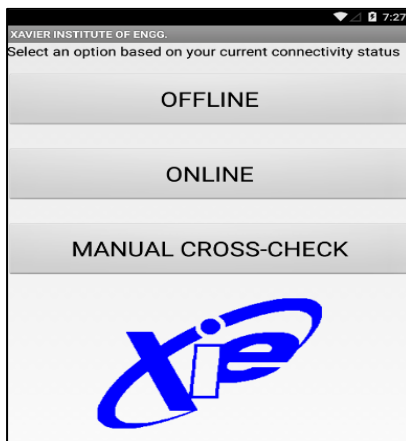 7:27
XAVIER INSTITUTE OF ENGG.
Select an option based on your current connectivity status
OFFLINE
ONLINE
MANUAL CROSS-CHECK
xie